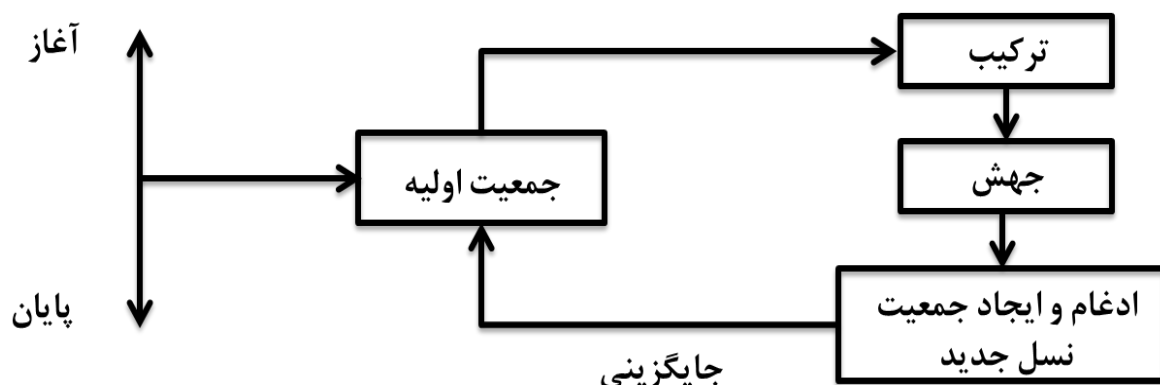 آغاز
ترکیب
جمعیت اولیه
جهش
پایان
ادغام و ایجاد جمعیت
نسل جدید
جایگزینی